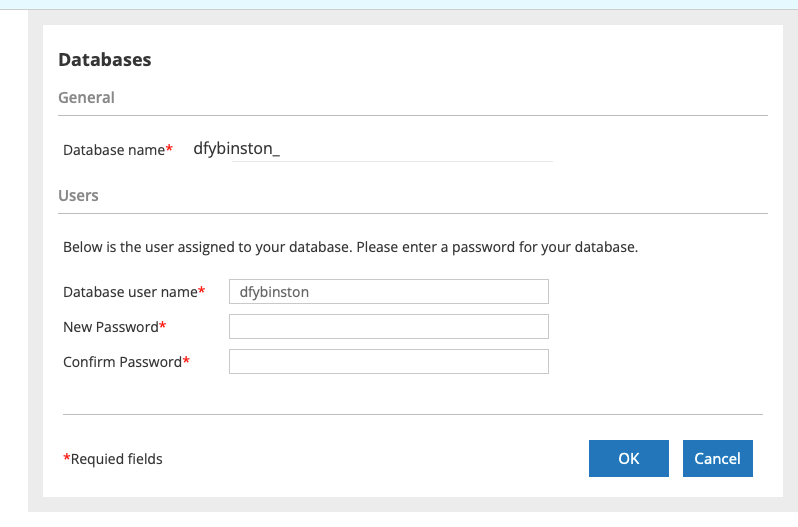 Databases
General
Database name* dfybinston_
Users
Below is the user assigned to your database. Please enter a password for your database.
Database user name* dfybinston
New Password*
Confirm Password*
*Requied fields OK Cancel